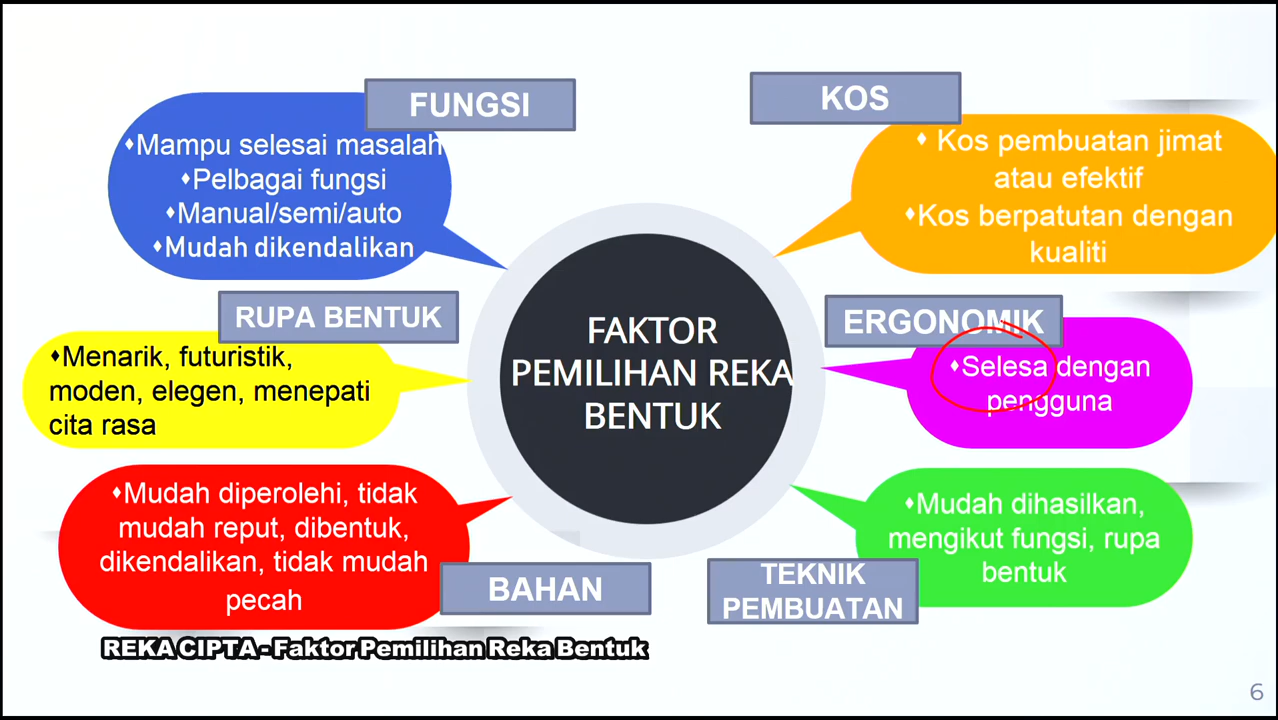 FUNGSI
♦Mampu selesai masalah
♦Pelbagai fungsi
♦Manual/semi/auto
♦Mudah dikendalikan
KOS
♦ Kos pembuatan jimat
atau efektif
♦Kos berpatutan dengan
kualiti
RUPA BENTUK
♦Menarik, futuristik,
moden, elegen, menepati
cita rasa
FAKTOR
PEMILIHAN REKA
BENTUK
ERGONOMIK
♦Selesa dengan
pengguna
♦Mudah diperolehi, tidak
mudah reput, dibentuk,
dikendalikan, tidak mudah
pecah
BAHAN
♦Mudah dihasilkan,
mengikut fungsi, rupa
bentuk
TEKNIK
PEMBUATAN
REKA CIPTA - Faktor Pemilihan Reka Bentuk
6